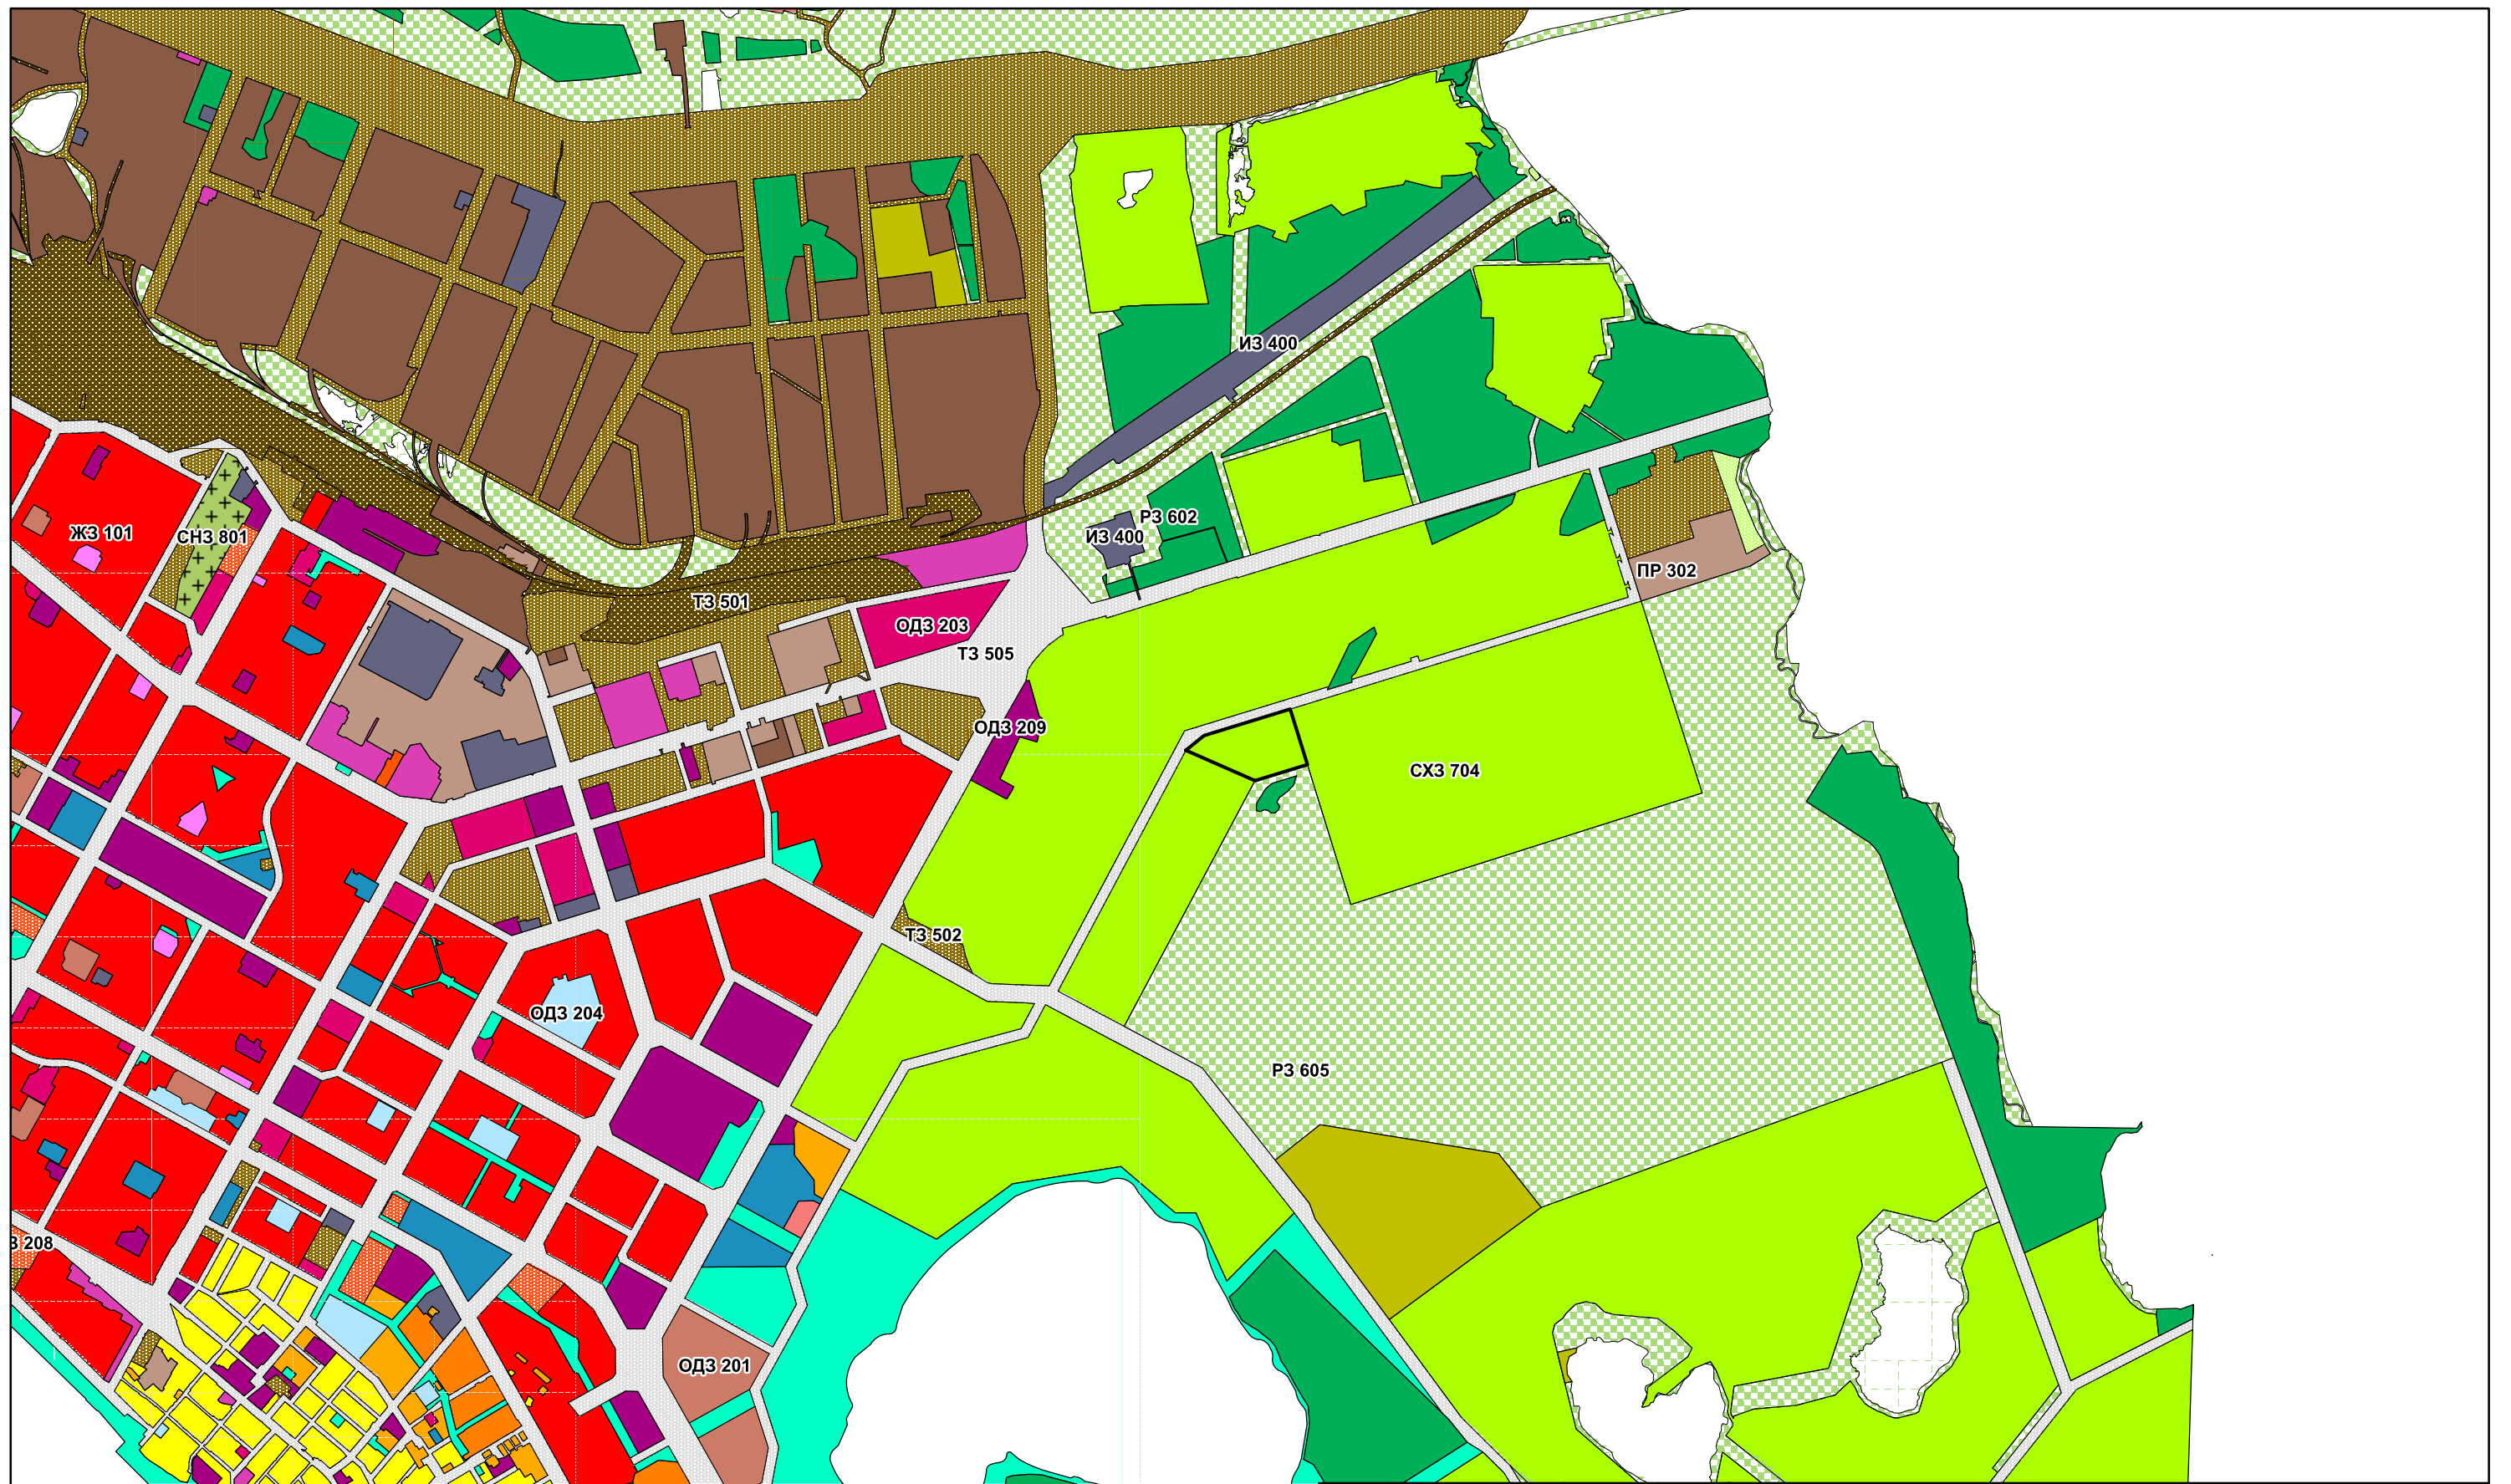 ИЗ 400
РЗ 602
ЖЗ 101
СНЗ 801
ИЗ 400
ПР 302
ТЗ 501
ОДЗ 203
ТЗ 505
ОДЗ 209
СХЗ 704
ТЗ 502
ОДЗ 204
РЗ 605
З 208
ОДЗ 201